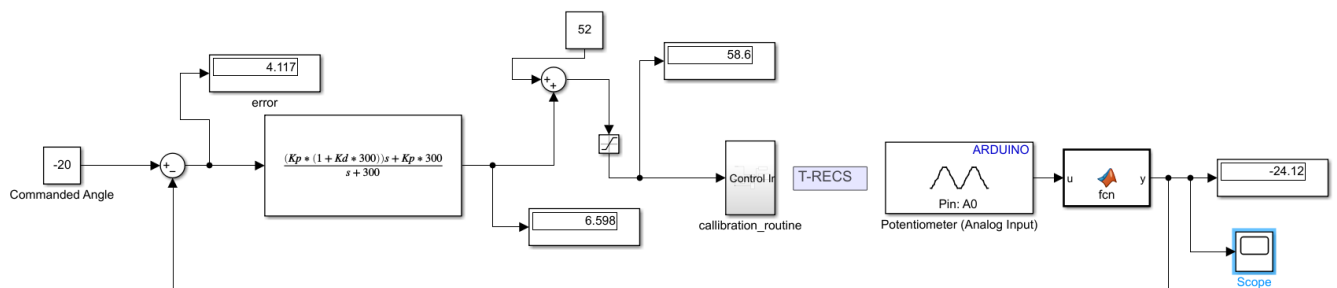 52
58.6
4.117
error
(Kp * (1 + Kd * 300))s + Kp * 300
s + 300
-20
Commanded Angle
+
−
+
+
6.598
Control In
callibration_routine
T-RECS
ARDUINO
Pin: A0
Potentiometer (Analog Input)
u
fcn
y
-24.12
Scope